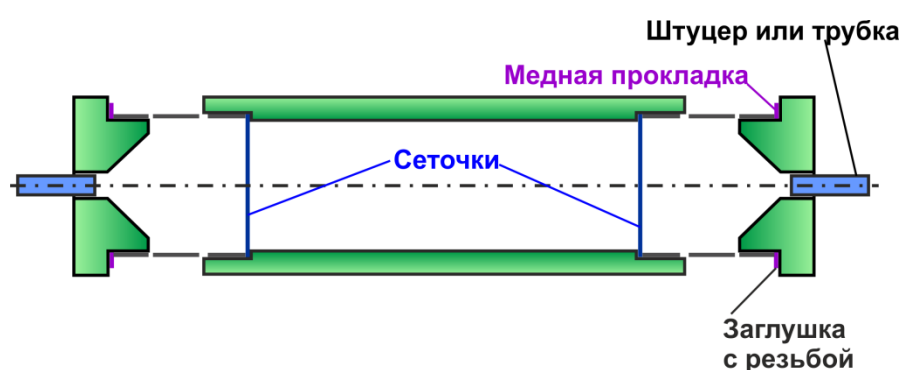 Штуцер или трубка
Медная прокладка
Сеточки
Заглушка
с резьбой